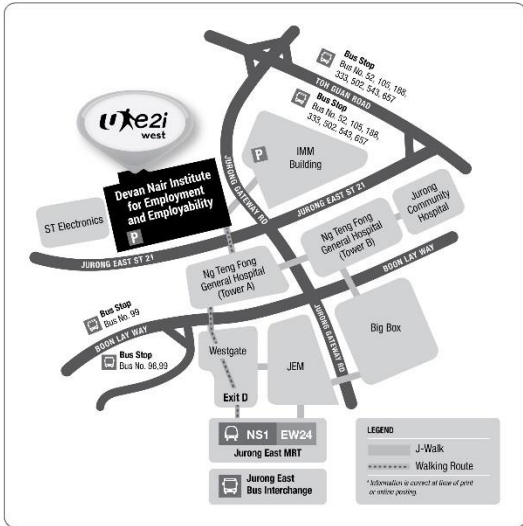 Bus Stop
Bus No. 52, 105, 188,
333, 502, 543, 657
TOH GUAN ROAD
Bus Stop
Bus No. 52, 105, 188,
333, 502, 543, 657
e2i
west
P
IMM
Building
JURONG GATEWAY RD
Devan Nair Institute
for Employment
and Employability
P
ST Electronics
JURONG EAST ST 21
Jurong
Community
Hospital
Ng Teng Fong
General Hospital
(Tower B)
JURONG EAST ST 21
Ng Teng Fong
General Hospital
(Tower A)
BOON LAY WAY
Bus Stop
Bus No. 99
BOON LAY WAY
JURONG GATEWAY RD
Big Box
Bus Stop
Bus No. 98,99
Westgate
JEM
Exit D
NS1 EW24
Jurong East MRT
Jurong East
Bus Interchange
LEGEND
J-Walk
Walking Route
* Information is correct at time of print
or online posting.